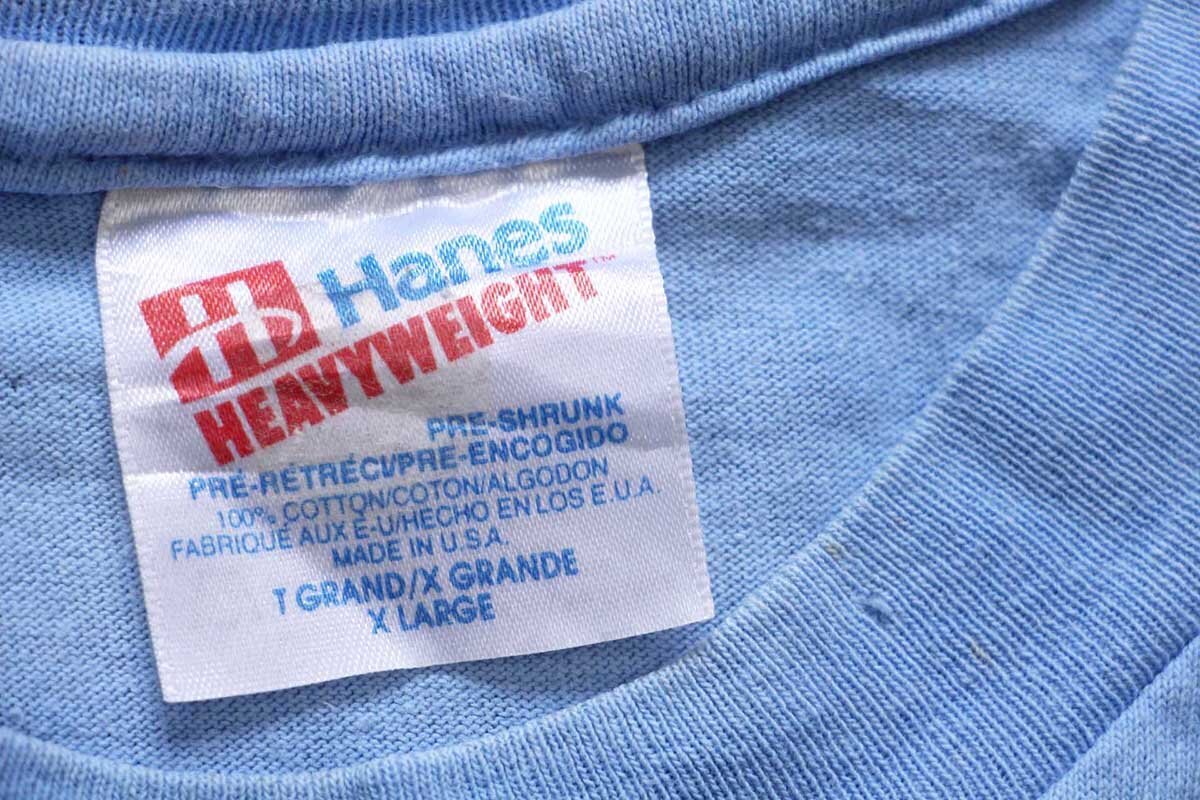 Hanes
HEAVYWEIGHT™
PRE-SHRUNK
PRÉ-RÉTRÉCI/PRE-ENCOGIDO
100% COTTON/COTON/ALGODON
FABRIQUE AUX É-U/HECHO EN LOS E.U.A.
MADE IN U.S.A.
T GRAND/X GRANDE
X LARGE